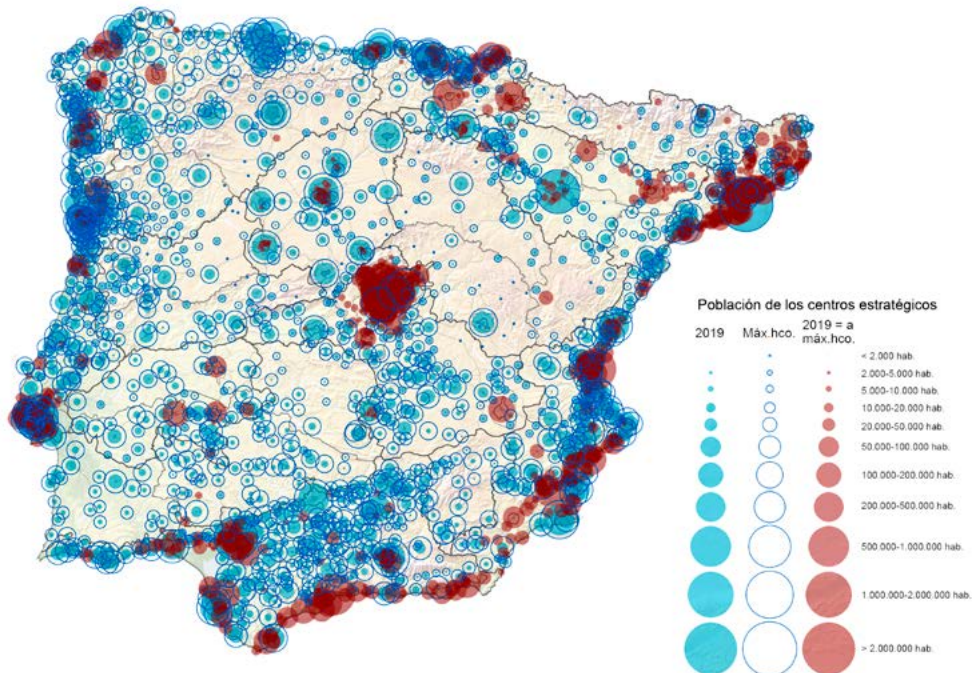 Población de los centros estratégicos
2019 Máx.hco. 2019 = a máx.hco.
< 2.000 hab.
2.000-5.000 hab.
5.000-10.000 hab.
10.000-20.000 hab.
20.000-50.000 hab.
50.000-100.000 hab.
100.000-200.000 hab.
200.000-500.000 hab.
500.000-1.000.000 hab.
1.000.000-2.000.000 hab.
> 2.000.000 hab.